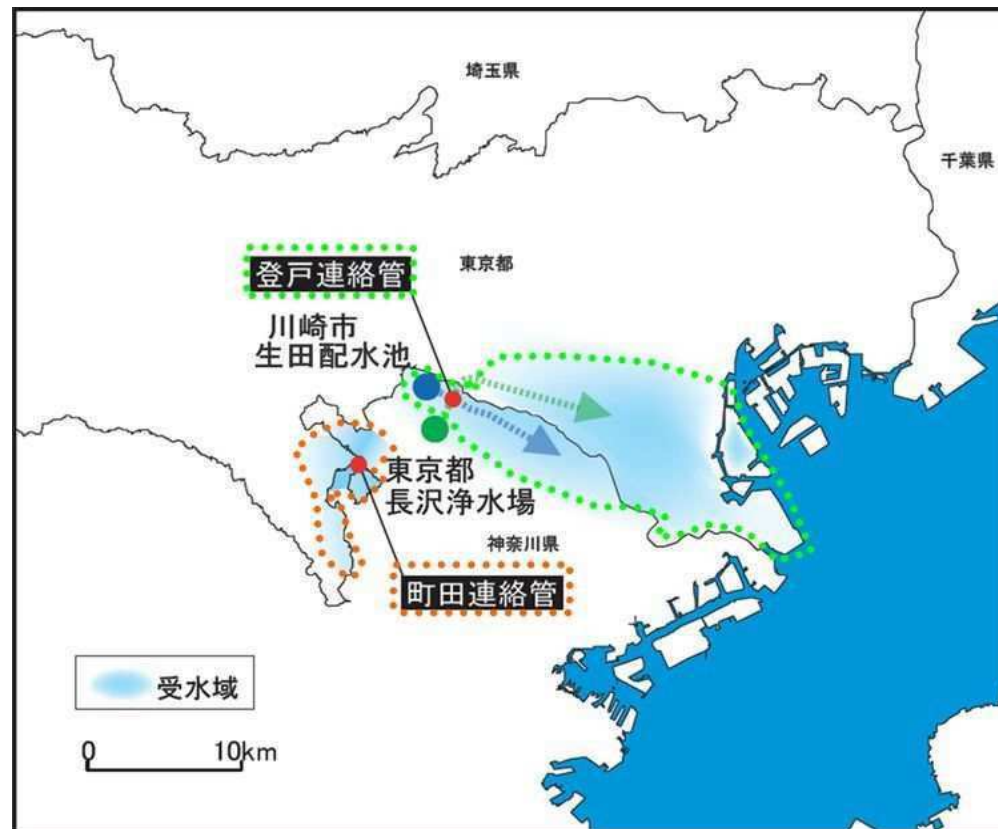 埼玉県
千葉県
東京都
登戸連絡管
川崎市
生田配水池
東京都
長沢浄水場
神奈川県
町田連絡管
受水域
0 10km